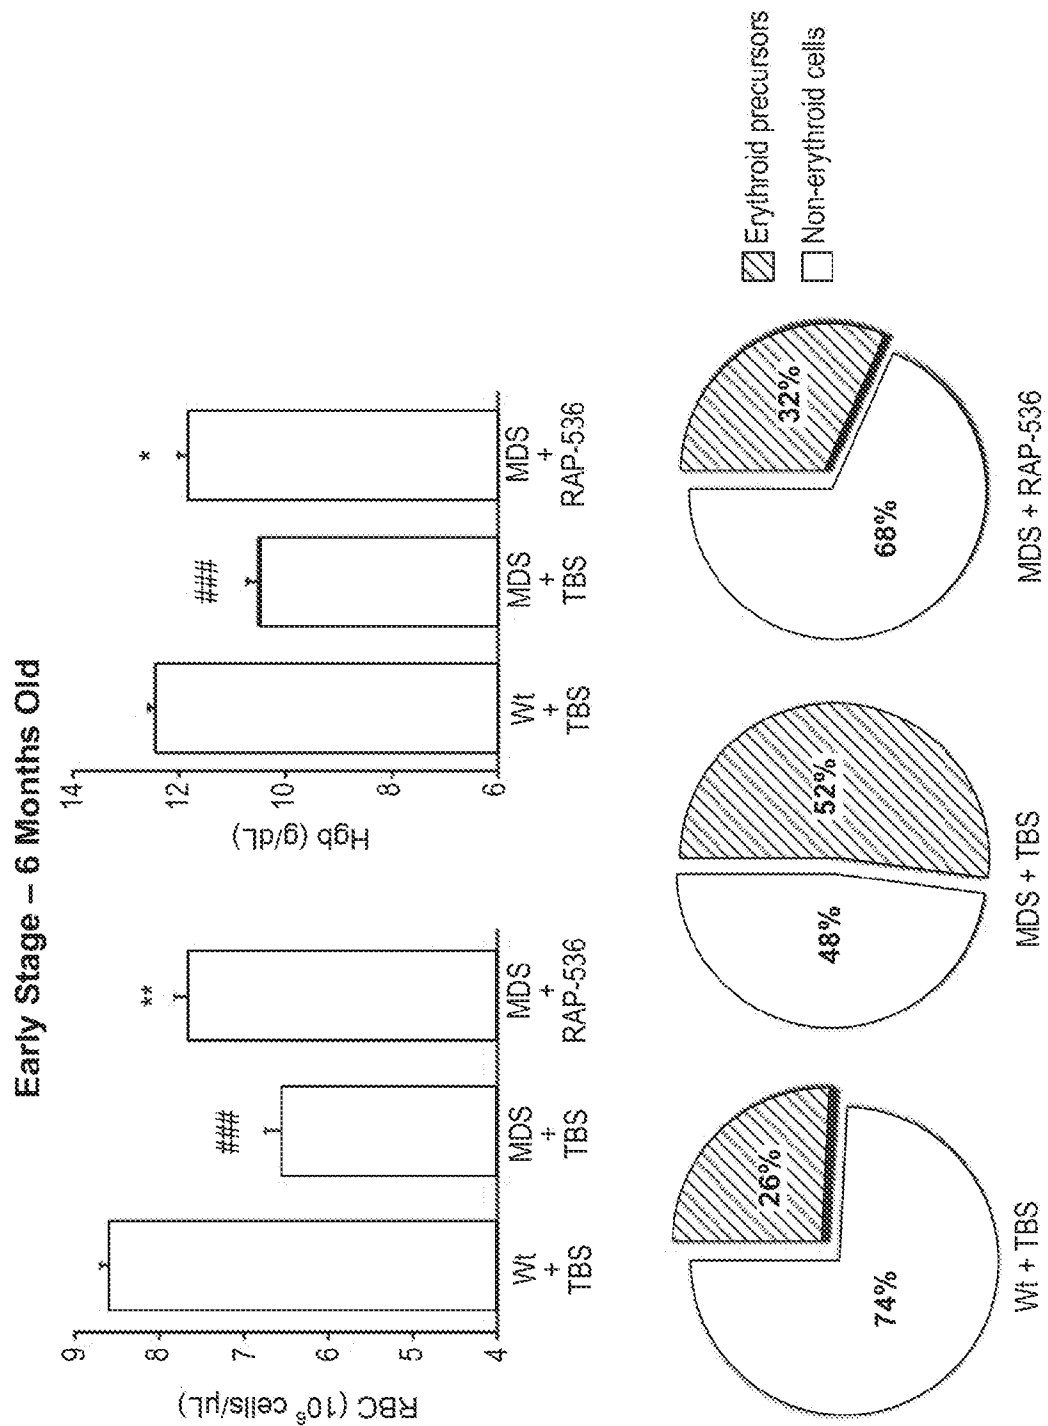 Early Stage – 6 Months Old
RBC (10⁶ cells/µL)
9
8
7
6
5
4
###
**
Wt
+
TBS
MDS
+
TBS
MDS
+
RAP-536
Hgb (g/dL)
14
12
10
8
6
###
*
Wt
+
TBS
MDS
+
TBS
MDS
+
RAP-536
26%
74%
Wt + TBS
48%
52%
MDS + TBS
32%
68%
MDS + RAP-536
Erythroid precursors
Non-erythroid cells